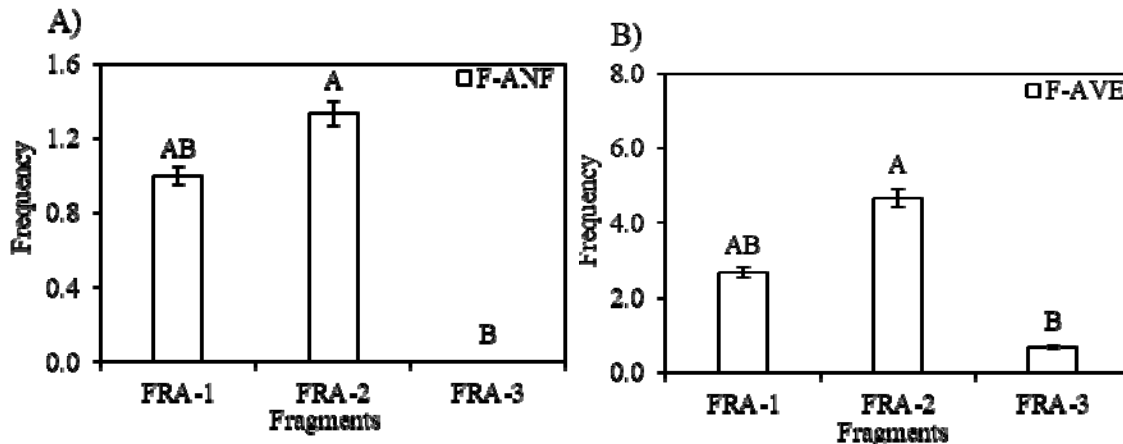 A)
1.6
F-ANF
A
1.2
AB
Frequency
0.8
0.4
B
0.0
FRA-1 FRA-2 FRA-3
Fragments
B)
8.0
F-AVE
6.0
A
Frequency
4.0
AB
2.0
B
0.0
FRA-1 FRA-2 FRA-3
Fragments